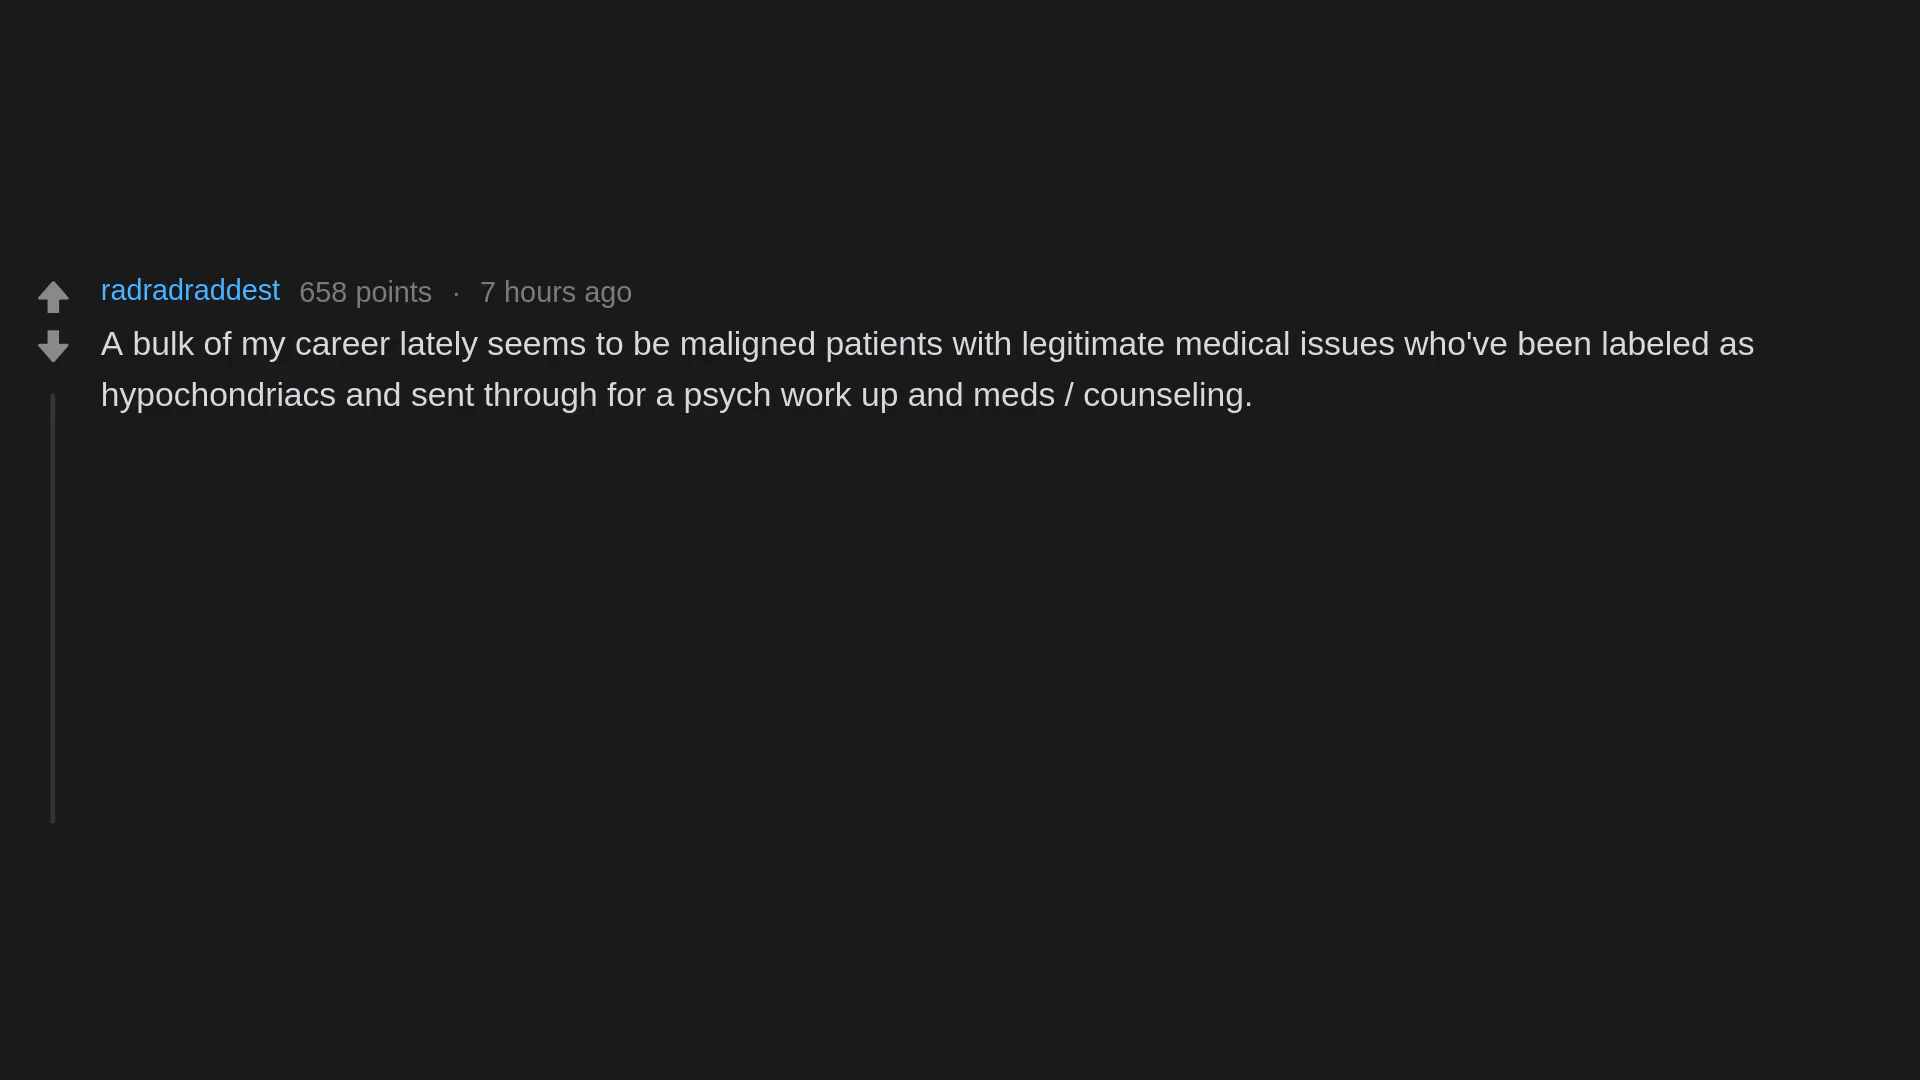 radradraddest 658 points · 7 hours ago
A bulk of my career lately seems to be maligned patients with legitimate medical issues who've been labeled as
hypochondriacs and sent through for a psych work up and meds / counseling.